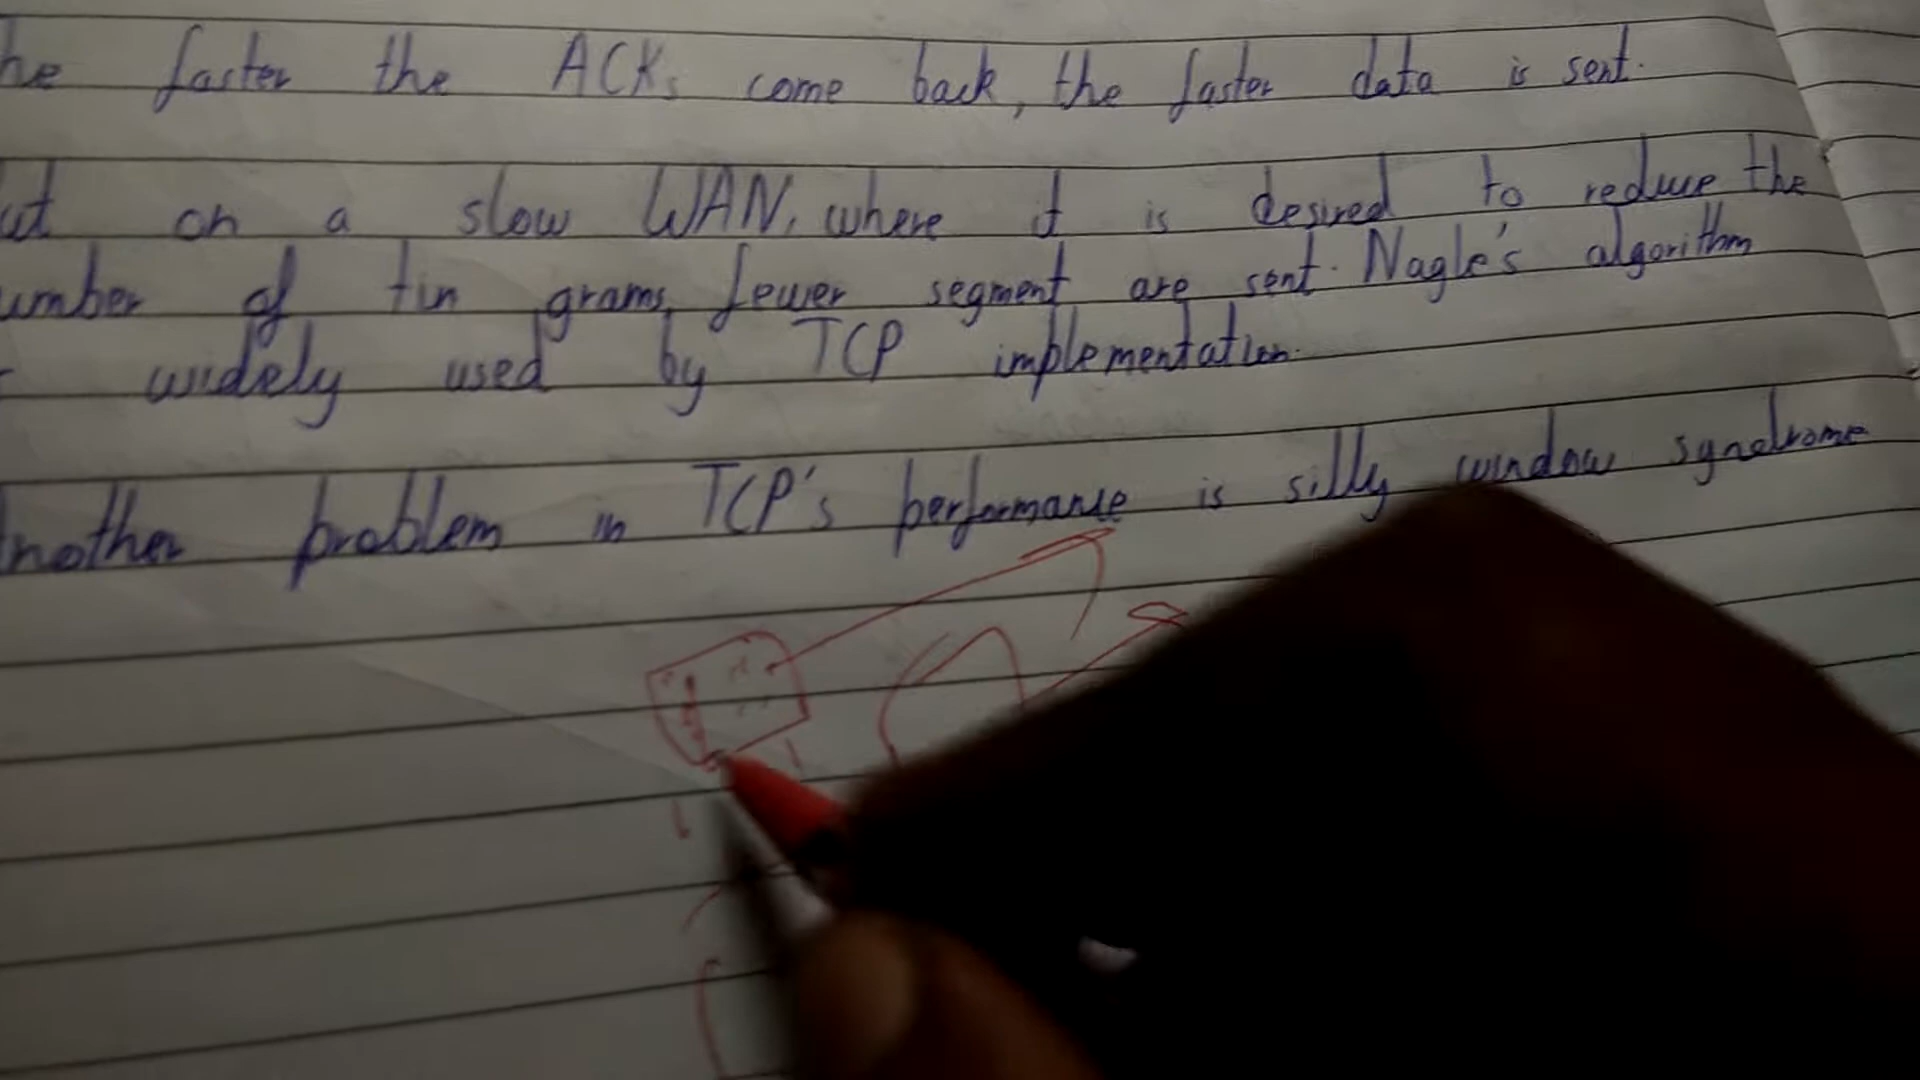 he faster the ACKs come back, the faster data is sent.
ut on a slow WAN, where it is desired to reduce the
umber of tin grams, fewer segment are sent. Nagle's algorithm
widely used by TCP implementation.
nother problem in TCP's performance is silly window syndrome